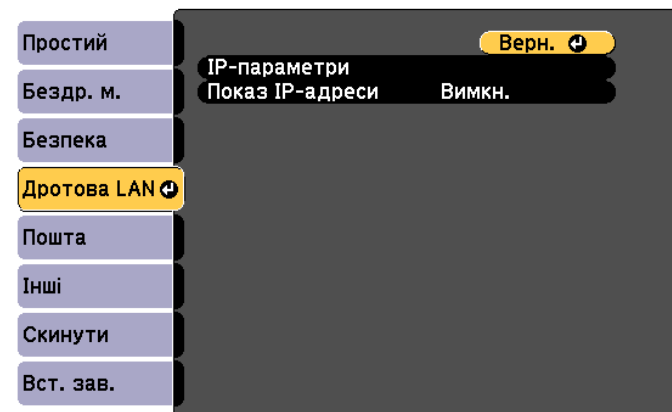 Простий
Бездр. м.
Безпека
Дротова LAN
Пошта
Інші
Скинути
Вст. зав.
Верн.
IP-параметри
Показ IP-адреси Вимкн.